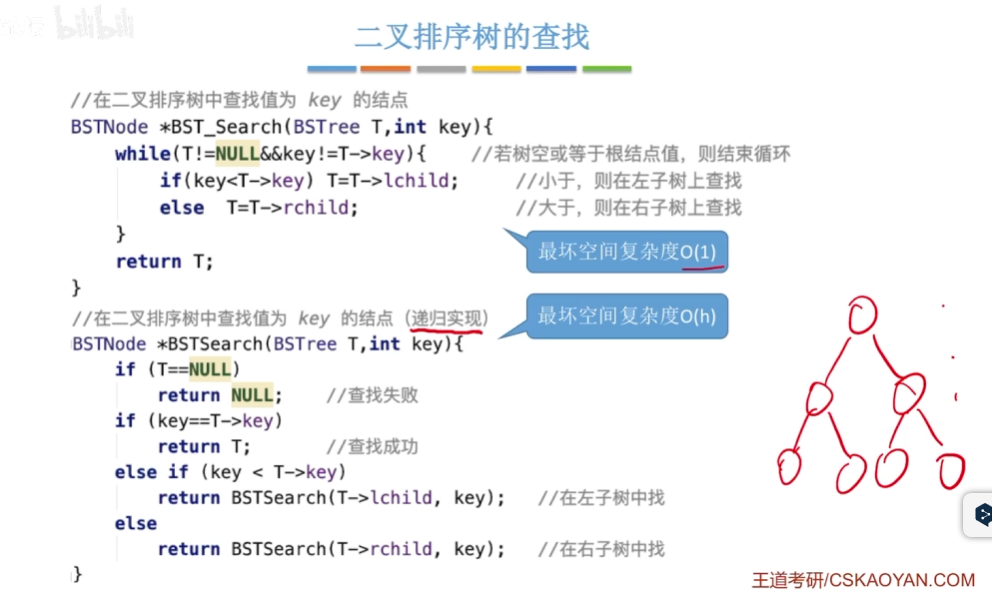 bilibili
二叉排序树的查找
//在二叉排序树中查找值为 key 的结点
BSTNode *BST_Search(BSTree T,int key){
while(T!=NULL&&key!=T->key){ //若树空或等于根结点值，则结束循环
if(key<T->key) T=T->lchild; //小于，则在左子树上查找
else T=T->rchild; //大于，则在右子树上查找
}
最坏空间复杂度O(1)
return T;
}
//在二叉排序树中查找值为 key 的结点（递归实现）
最坏空间复杂度O(h)
BSTNode *BSTSearch(BSTree T,int key){
if (T==NULL)
return NULL; //查找失败
if (key==T->key)
return T; //查找成功
else if (key < T->key)
return BSTSearch(T->lchild, key); //在左子树中找
else
return BSTSearch(T->rchild, key); //在右子树中找
}
王道考研/CSKAOYAN.COM